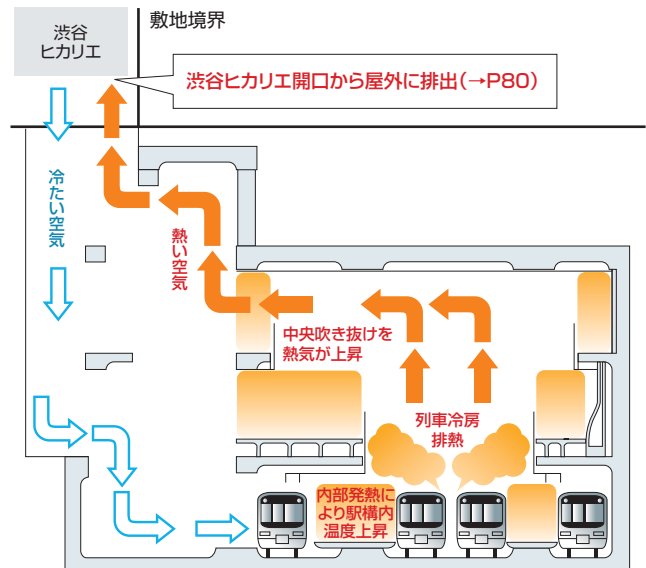 渋谷
ヒカリエ
敷地境界
渋谷ヒカリエ開口から屋外に排出(→P80)
冷たい空気
熱い空気
中央吹き抜けを
熱気が上昇
列車冷房
排熱
内部発熱に
より駅構内
温度上昇